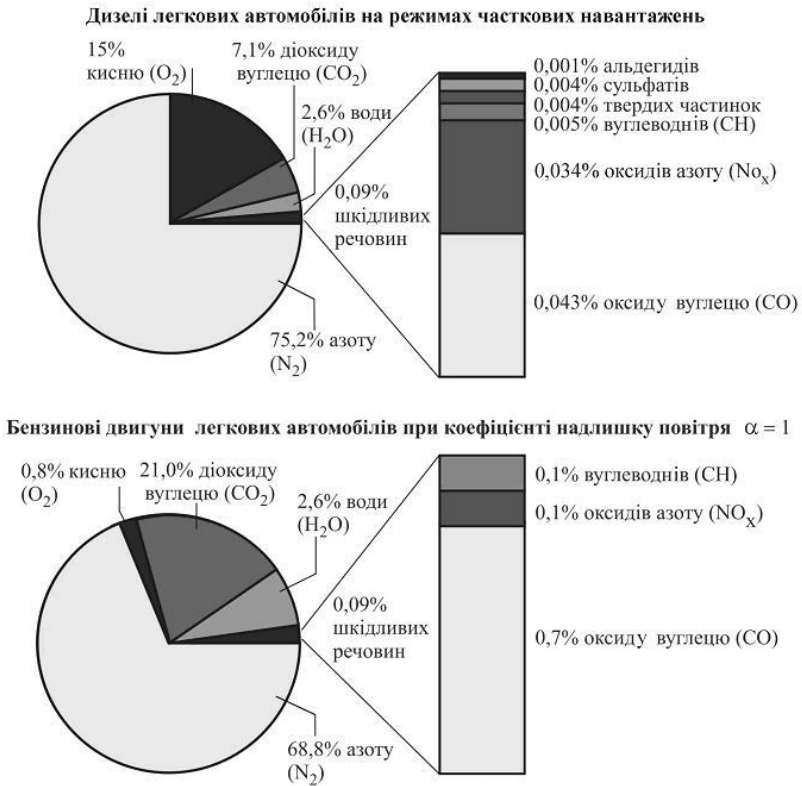 Дизелі легкових автомобілів на режимах часткових навантажень
15%
кисню (O₂)
7,1% діоксиду
вуглецю (CO₂)
2,6% води
(H₂O)
0,09%
шкідливих
речовин
75,2% азоту
(N₂)
0,001% альдегидів
0,004% сульфатів
0,004% твердих частинок
0,005% вуглеводнів (CH)
0,034% оксидів азоту (Noₓ)
0,043% оксиду вуглецю (CO)
Бензинові двигуни легкових автомобілів при коефіцієнті надлишку повітря α = 1
0,8% кисню
(O₂)
21,0% діоксиду
вуглецю (CO₂)
2,6% води
(H₂O)
0,09%
шкідливих
речовин
68,8% азоту
(N₂)
0,1% вуглеводнів (CH)
0,1% оксидів азоту (NOₓ)
0,7% оксиду вуглецю (CO)